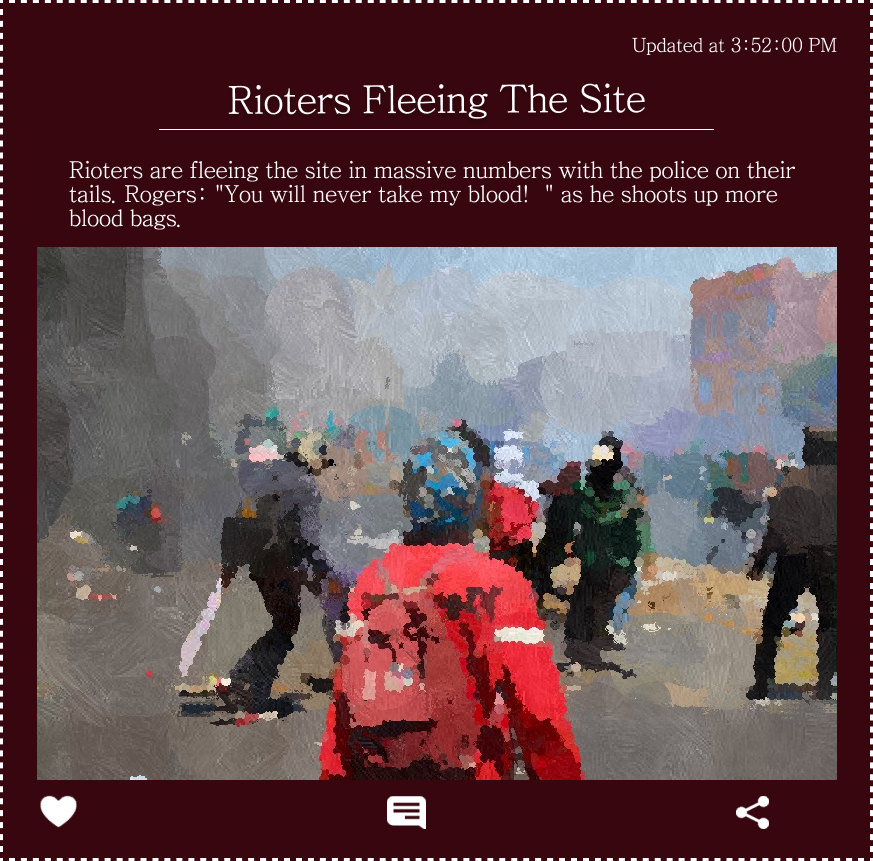 Updated at 3:52:00 PM
Rioters Fleeing The Site
Rioters are fleeing the site in massive numbers with the police on their
tails. Rogers: "You will never take my blood!  " as he shoots up more
blood bags.